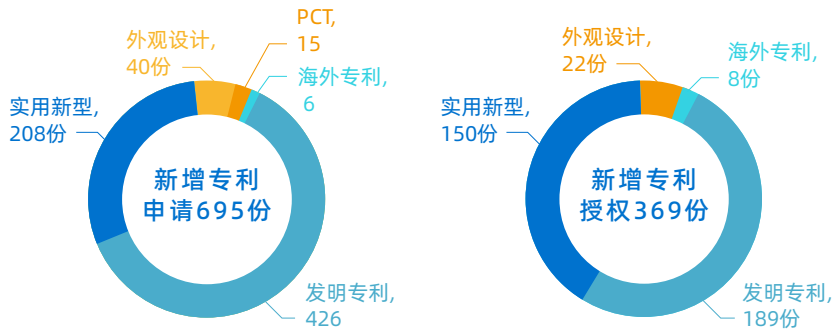 PCT,
15
外观设计,
40份
海外专利,
6
实用新型,
208份
新增专利
申请695份
发明专利,
426
外观设计,
22份
海外专利,
8份
实用新型,
150份
新增专利
授权369份
发明专利,
189份